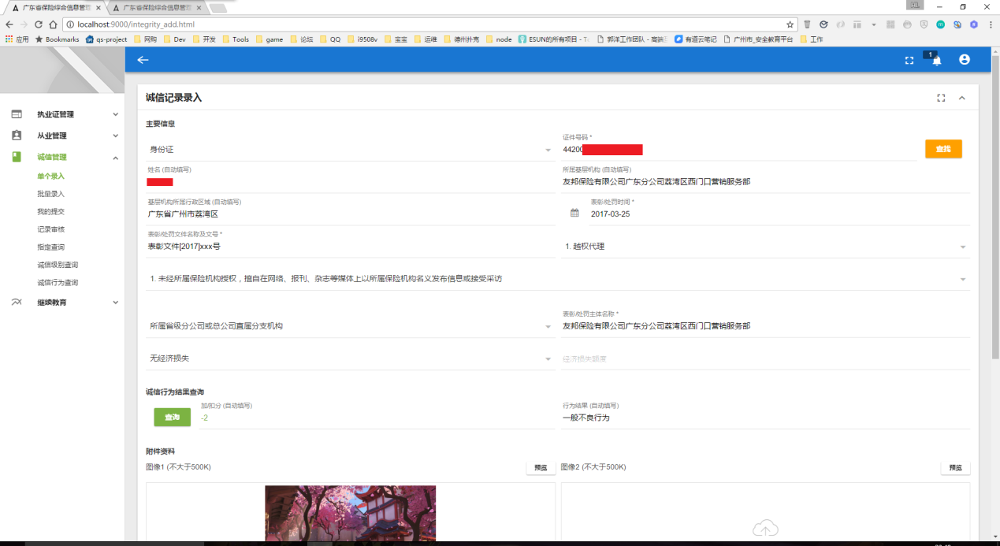 广东省保险综合信息管理
广东省保险综合信息管理
HL
localhost:9000/integrity_add.html
应用 Bookmarks qs-project 网购 Dev 开发 Tools game 论坛 QQ i9508v 宝宝 运维 德州扑克 node ESUN的所有项目 - T 郭洋工作团队 - 高端 有道云笔记 广州市_安全教育平台 工作
1
执业证管理
从业管理
诚信管理
单个录入
批量录入
我的提交
记录审核
指定查询
诚信级别查询
诚信行为查询
继续教育
诚信记录录入
主要信息
证件号码 *
身份证 44200 查找
姓名 (自动填写) 所属基层机构 (自动填写)
友邦保险有限公司广东分公司荔湾区西门口营销服务部
基层机构所属行政区域 (自动填写) 表彰/处罚时间 *
广东省广州市荔湾区 2017-03-25
表彰/处罚文件名称及文号 *
表彰文件[2017]xxx号 1. 越权代理
1. 未经所属保险机构授权，擅自在网络、报刊、杂志等媒体上以所属保险机构名义发布信息或接受采访
表彰/处罚主体名称 *
所属省级分公司或总公司直属分支机构 友邦保险有限公司广东分公司荔湾区西门口营销服务部
无经济损失 经济损失额度
诚信行为结果查询
加/扣分 (自动填写) 行为结果 (自动填写)
查询 -2 一般不良行为
附件资料
图像1 (不大于500K) 预览 图像2 (不大于500K) 预览